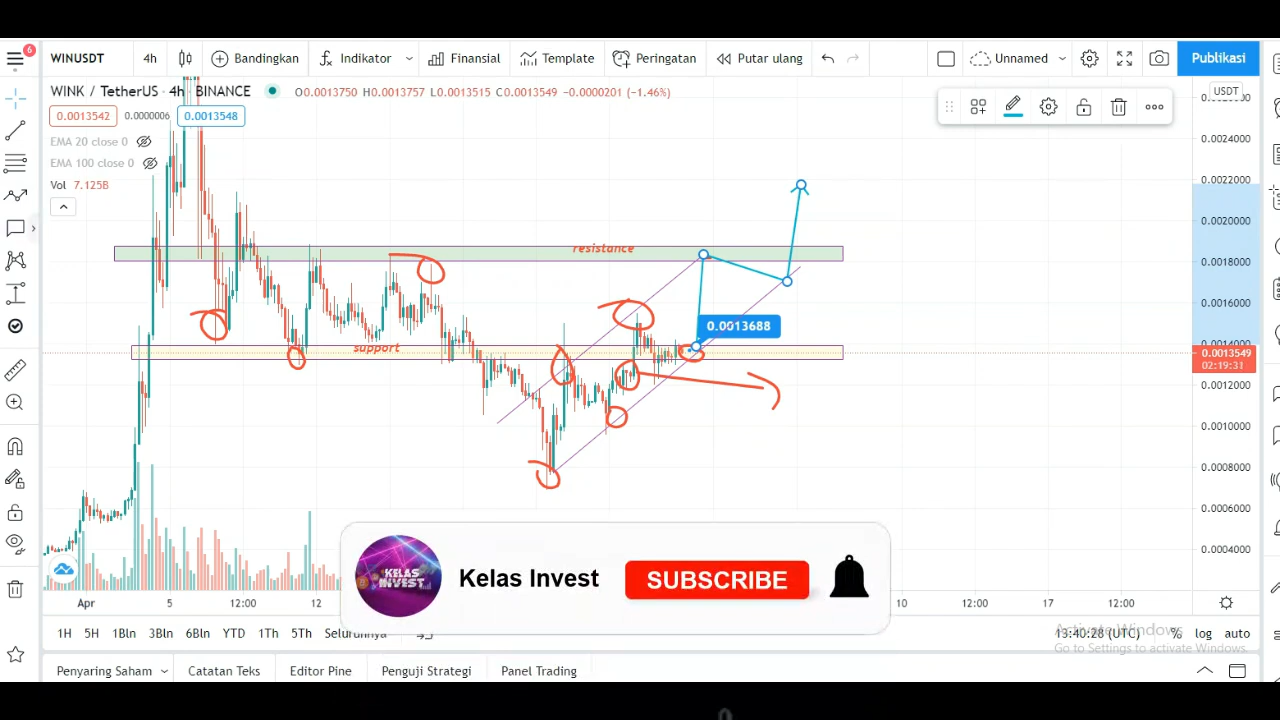 6
WINUSDT 4h Bandingkan Indikator Finansial Template Peringatan Putar ulang Unnamed Publikasi
WINK / TetherUS · 4h · BINANCE O0.0013750 H0.0013757 L0.0013515 C0.0013549 −0.0000201 (−1.46%)
USDT
0.0013542 0.0000006 0.0013548
EMA 20 close 0
EMA 100 close 0
Vol 7.125B
0.0024000
0.0022000
0.0020000
resistance
0.0018000
0.0016000
0.0013688
support
0.0013549
02:19:31
0.0012000
0.0010000
0.0008000
0.0006000
0.0004000
KELAS
INVEST
Kelas Invest SUBSCRIBE
Apr 5 12:00 12 10 12:00 17 12:00
1H 5H 1Bln 3Bln 6Bln YTD 1Th 5Th Seluruhnya 13:40:28 (UTC) % log auto
Activate Windows
Go to Settings to activate Windows.
Penyaring Saham Catatan Teks Editor Pine Penguji Strategi Panel Trading